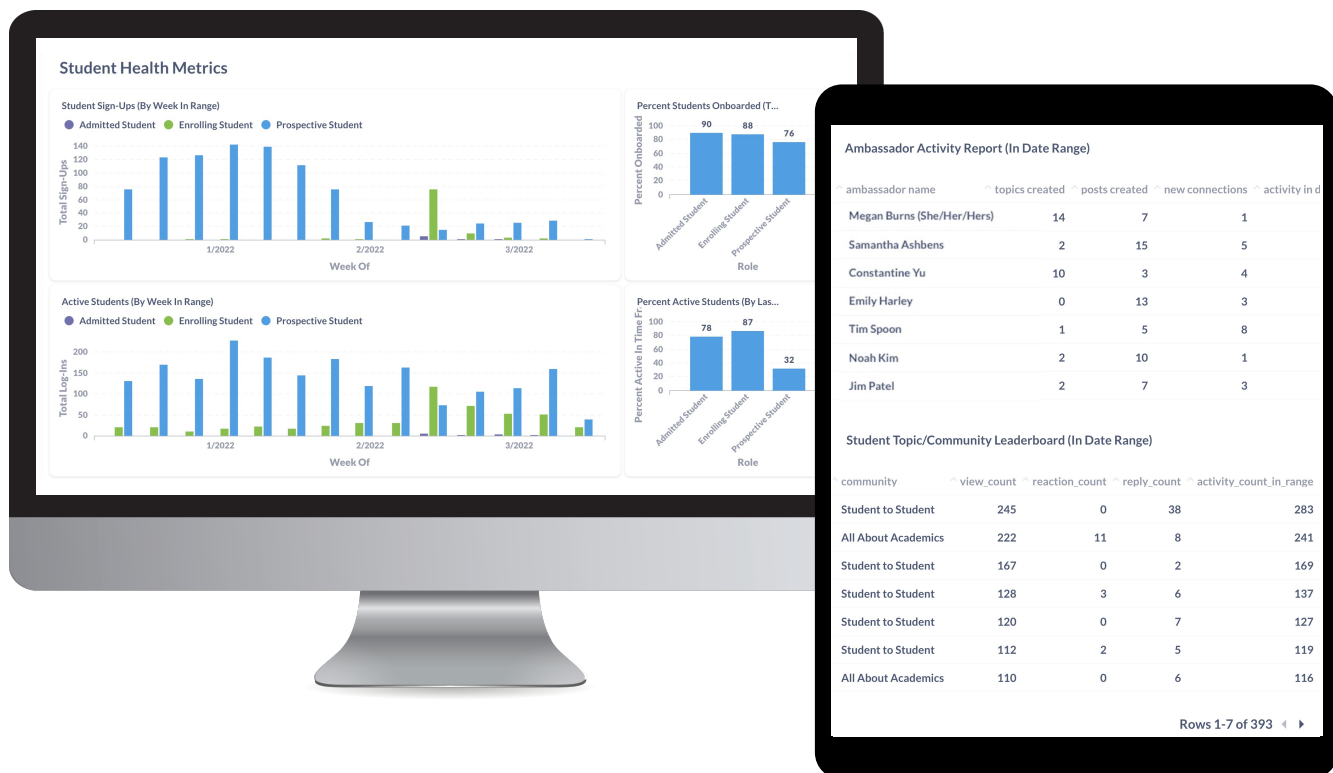 Student Health Metrics
Student Sign-Ups (By Week In Range)
Admitted Student Enrolling Student Prospective Student
Total Sign-Ups
140
120
100
80
60
40
20
0
1/2022 2/2022 3/2022
Week Of
Percent Students Onboarded (T...
Percent Onboarded
100
80
60
40
20
0
90 88 76
Admitted Student Enrolling Student Prospective Student
Role
Active Students (By Week In Range)
Admitted Student Enrolling Student Prospective Student
Total Log-Ins
200
150
100
50
0
1/2022 2/2022 3/2022
Week Of
Percent Active Students (By Las...
Percent Active In Time Fr.
100
80
60
40
20
0
78 87 32
Admitted Student Enrolling Student Prospective Student
Role
Ambassador Activity Report (In Date Range)
ambassador name topics created posts created new connections activity in d
Megan Burns (She/Her/Hers) 14 7 1
Samantha Ashbens 2 15 5
Constantine Yu 10 3 4
Emily Harley 0 13 3
Tim Spoon 1 5 8
Noah Kim 2 10 1
Jim Patel 2 7 3
Student Topic/Community Leaderboard (In Date Range)
community view_count reaction_count reply_count activity_count_in_range
Student to Student 245 0 38 283
All About Academics 222 11 8 241
Student to Student 167 0 2 169
Student to Student 128 3 6 137
Student to Student 120 0 7 127
Student to Student 112 2 5 119
All About Academics 110 0 6 116
Rows 1-7 of 393